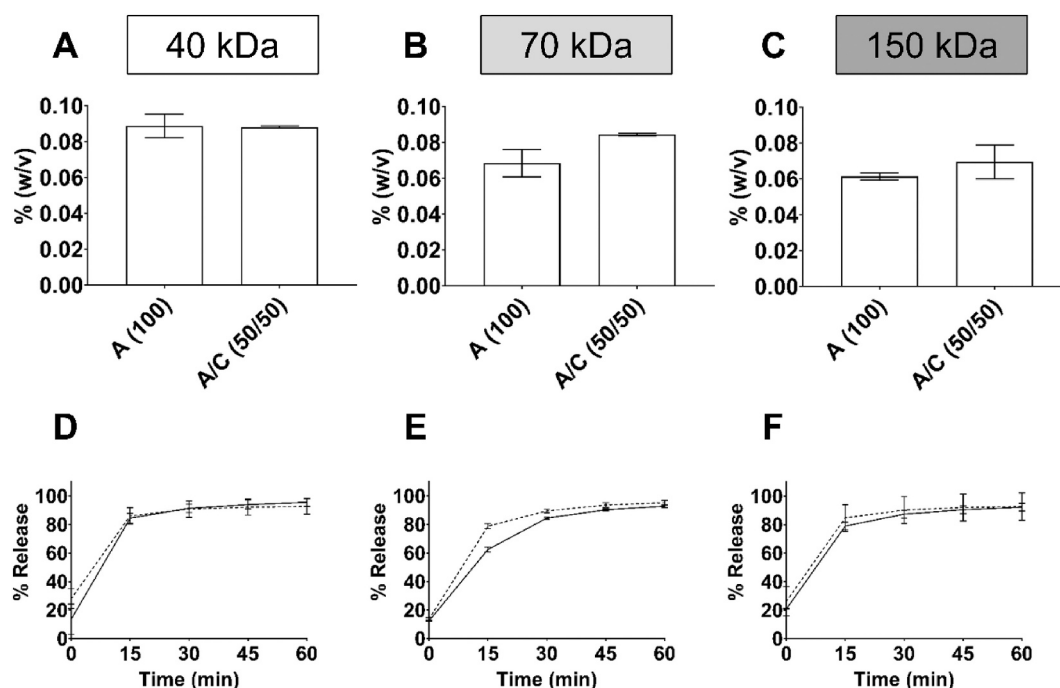 A
40 kDa
B
70 kDa
C
150 kDa
% (w/v)
0.10
0.08
0.06
0.04
0.02
0.00
A (100)
A/C (50/50)
% (w/v)
0.10
0.08
0.06
0.04
0.02
0.00
A (100)
A/C (50/50)
% (w/v)
0.10
0.08
0.06
0.04
0.02
0.00
A (100)
A/C (50/50)
D
E
F
% Release
100
80
60
40
20
0
0 15 30 45 60
Time (min)
% Release
100
80
60
40
20
0
0 15 30 45 60
Time (min)
% Release
100
80
60
40
20
0
0 15 30 45 60
Time (min)